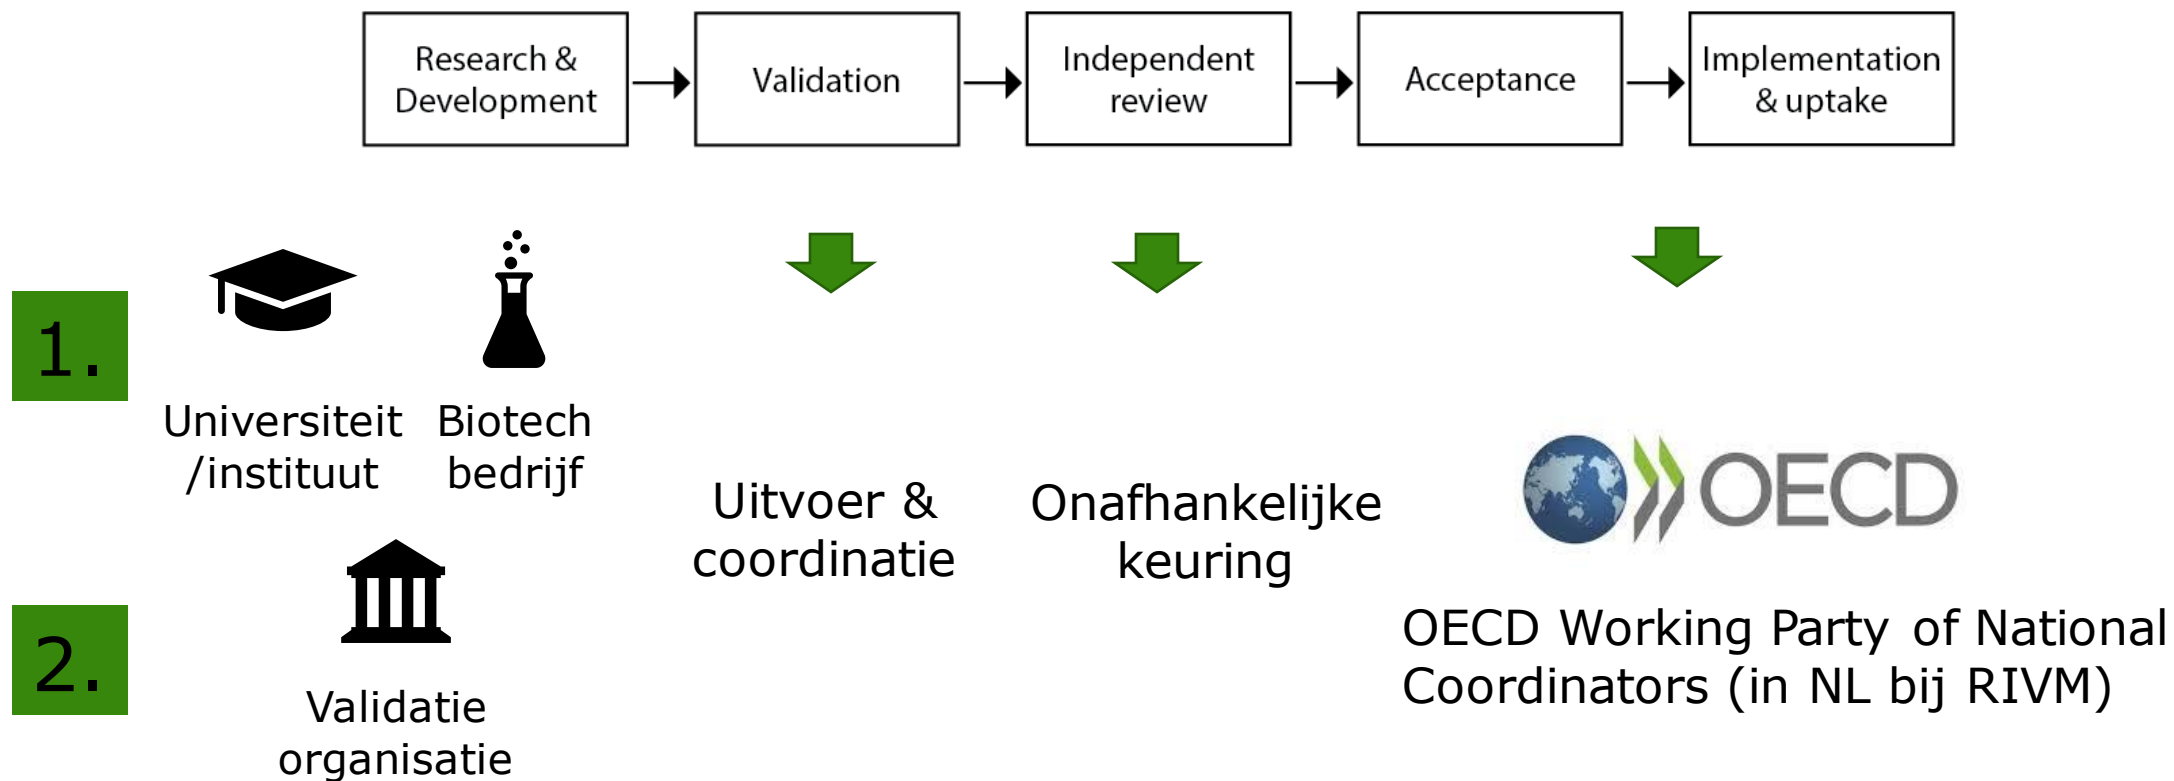 Research &
Development
Validation
Independent
review
Acceptance
Implementation
& uptake
1.
Universiteit
/instituut
Biotech
bedrijf
Uitvoer &
coordinatie
Onafhankelijke
keuring
OECD
2.
Validatie
organisatie
OECD Working Party of National
Coordinators (in NL bij RIVM)